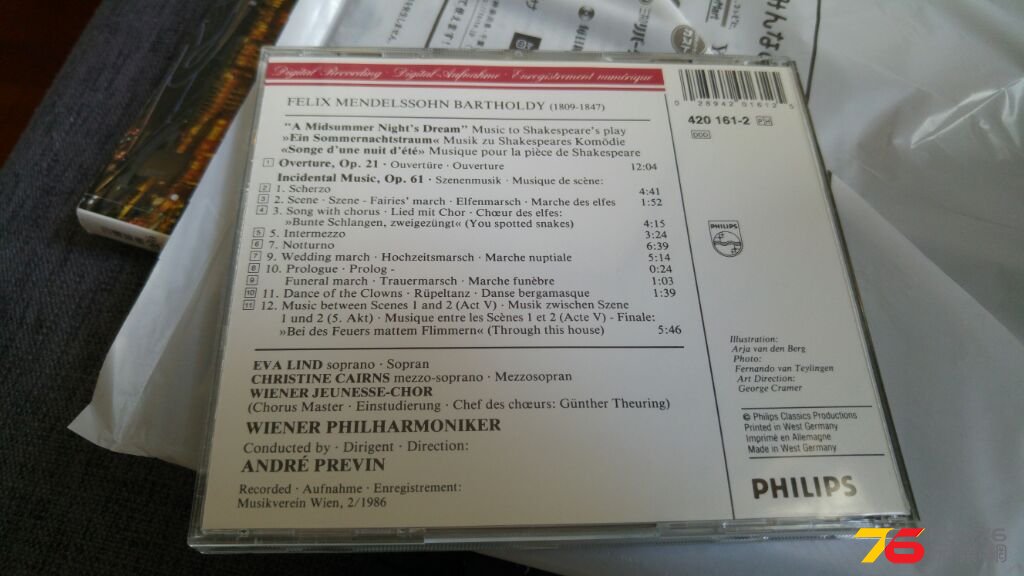 Digital Recording · Digital Aufnahme · Enregistrement numérique
FELIX MENDELSSOHN BARTHOLDY (1809-1847)
"A Midsummer Night's Dream" Music to Shakespeare's play
»Ein Sommernachtstraum« Musik zu Shakespeares Komödie
«Songe d'une nuit d'été» Musique pour la pièce de Shakespeare
1 Overture, Op. 21 · Ouvertüre · Ouverture 12:04
Incidental Music, Op. 61 · Szenenmusik · Musique de scène:
2 1. Scherzo 4:41
3 2. Scene · Szene - Fairies' march · Elfenmarsch · Marche des elfes 1:52
4 3. Song with chorus · Lied mit Chor · Chœur des elfes:
»Bunte Schlangen, zweigezüngt« (You spotted snakes) 4:15
5 5. Intermezzo 3:24
6 7. Notturno 6:39
7 9. Wedding march · Hochzeitsmarsch · Marche nuptiale 5:14
8 10. Prologue · Prolog - 0:24
9 Funeral march · Trauermarsch · Marche funèbre 1:03
10 11. Dance of the Clowns · Rüpeltanz · Danse bergamasque 1:39
11 12. Music between Scenes 1 and 2 (Act V) · Musik zwischen Szene
1 und 2 (5. Akt) · Musique entre les Scènes 1 et 2 (Acte V) - Finale:
»Bei des Feuers mattem Flimmern« (Through this house) 5:46
EVA LIND soprano · Sopran
CHRISTINE CAIRNS mezzo-soprano · Mezzosopran
WIENER JEUNESSE-CHOR
(Chorus Master · Einstudierung · Chef des chœurs: Günther Theuring)
WIENER PHILHARMONIKER
Conducted by · Dirigent · Direction:
ANDRÉ PREVIN
Recorded · Aufnahme · Enregistrement:
Musikverein Wien, 2/1986
0 28942 01612 5
420 161-2 PH
DDD
PHILIPS
Illustration:
Arja van den Berg
Photo:
Fernando van Teylingen
Art Direction:
George Cramer
© Philips Classics Productions
Printed in West Germany
Imprimé en Allemagne
Made in West Germany
PHILIPS
76